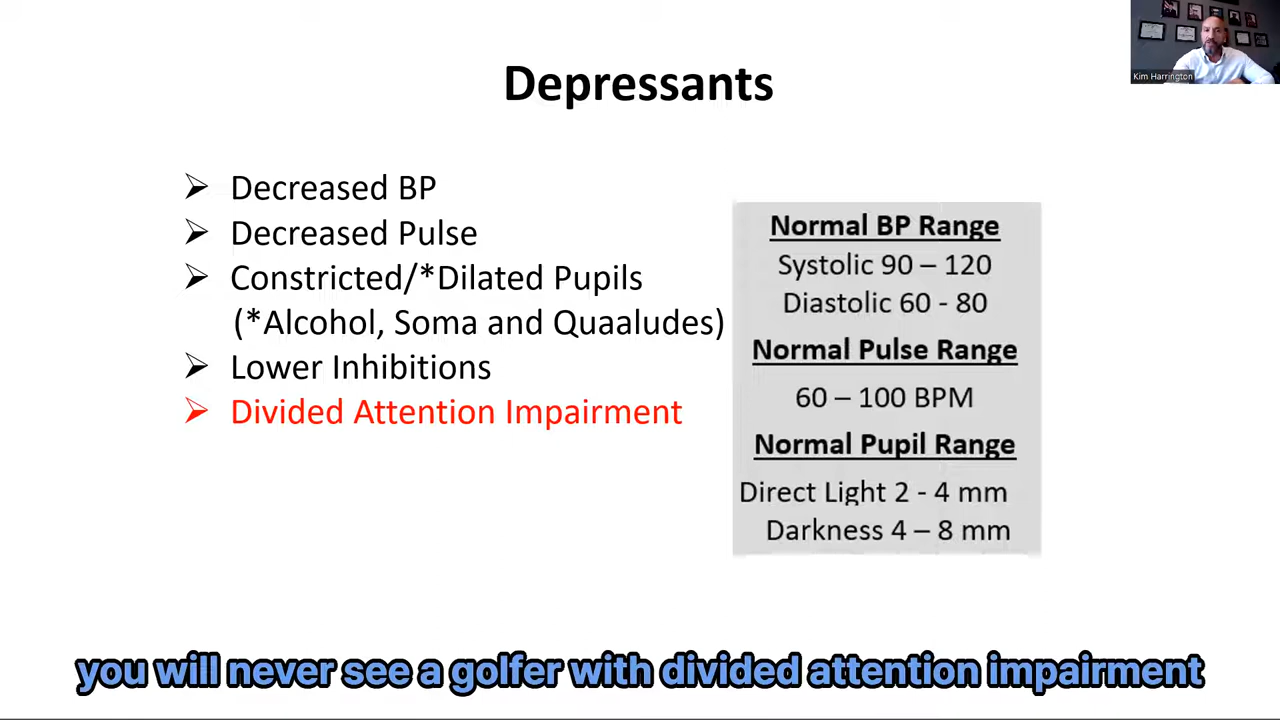 Kim Harrington
Depressants
➢ Decreased BP
➢ Decreased Pulse
➢ Constricted/*Dilated Pupils
(*Alcohol, Soma and Quaaludes)
➢ Lower Inhibitions
➢ Divided Attention Impairment
Normal BP Range
Systolic 90 – 120
Diastolic 60 - 80
Normal Pulse Range
60 – 100 BPM
Normal Pupil Range
Direct Light 2 - 4 mm
Darkness 4 – 8 mm
you will never see a golfer with divided attention impairment